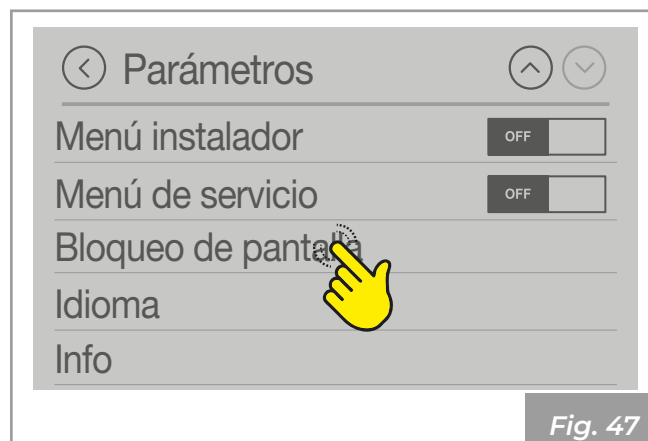 Parámetros
Menú instalador OFF
Menú de servicio OFF
Bloqueo de pantalla
Idioma
Info
Fig. 47